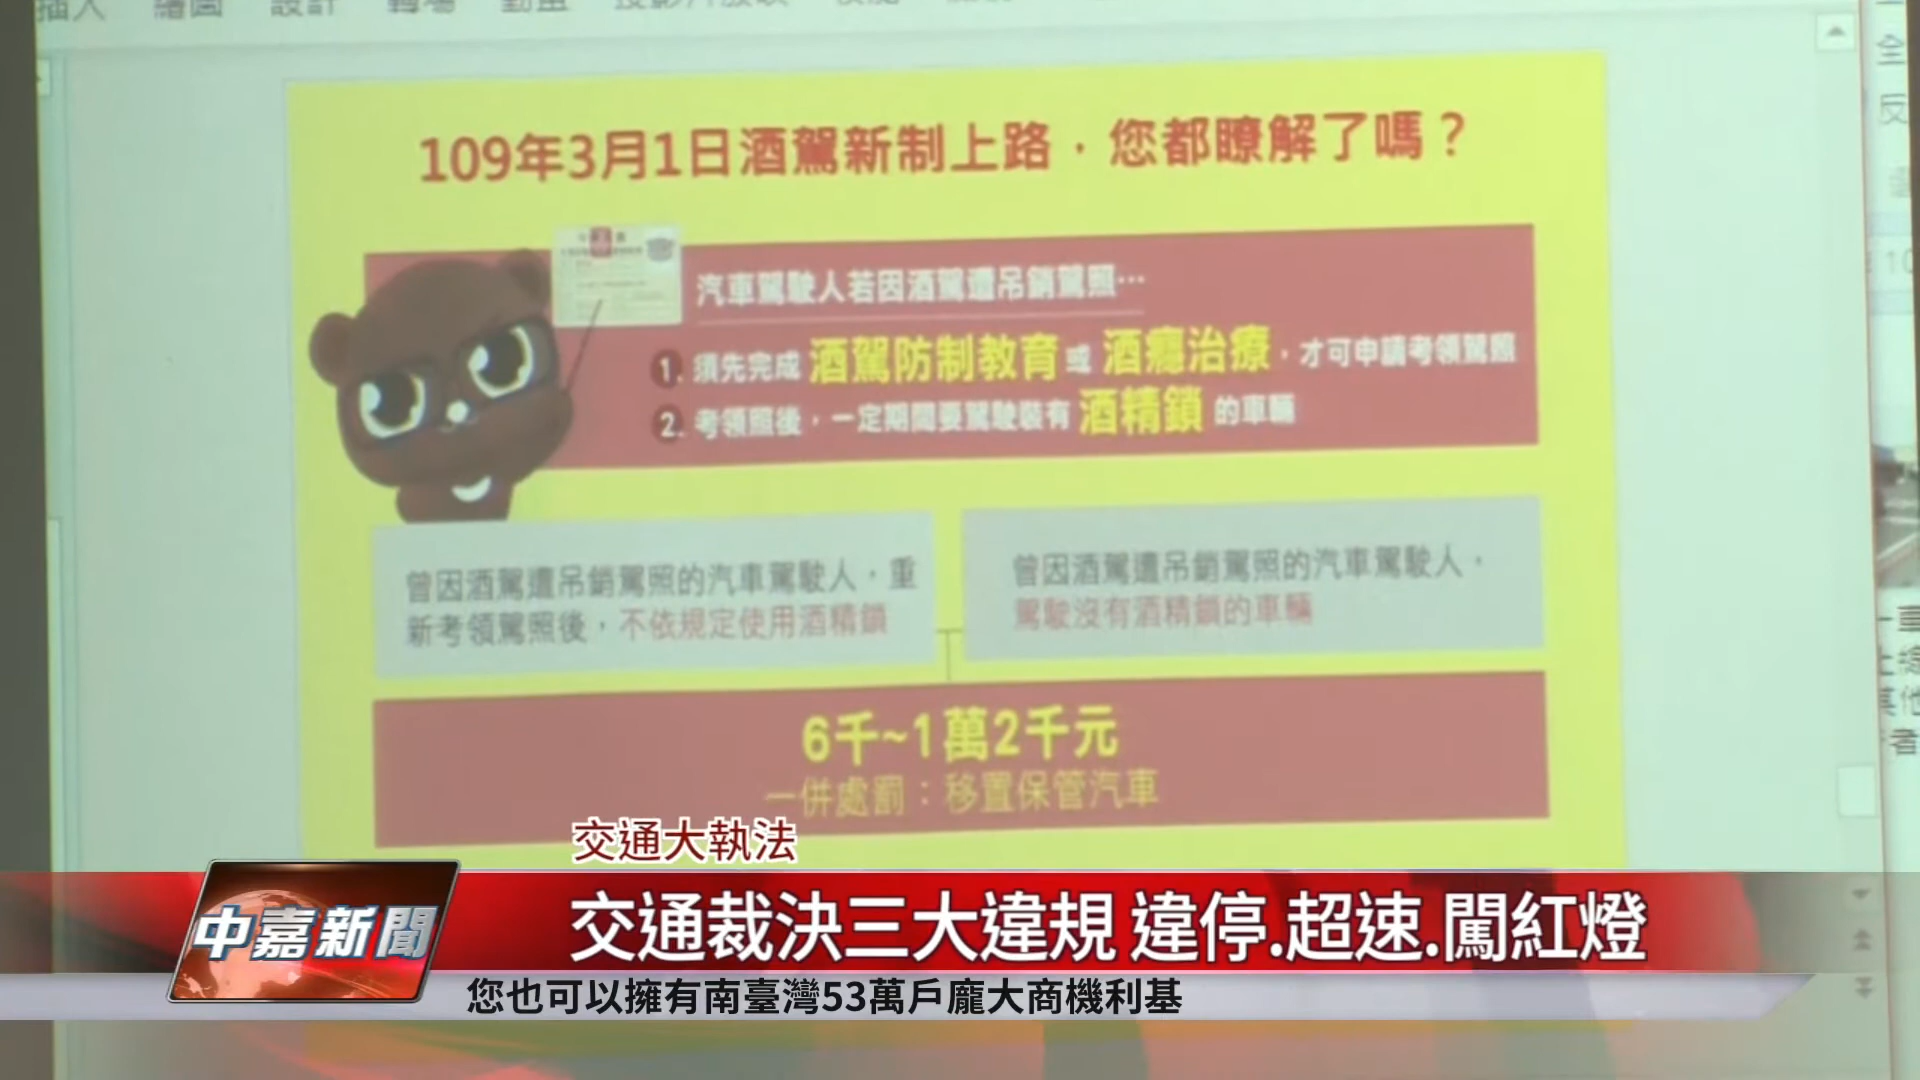 插入 繪圖 設計 轉場 動畫
109年3月1日酒駕新制上路，您都瞭解了嗎？
汽車駕駛人若因酒駕遭吊銷駕照…
1. 須先完成 酒駕防制教育 或 酒癮治療，才可申請考領駕照
2. 考領照後，一定期間要駕駛裝有 酒精鎖 的車輛
曾因酒駕遭吊銷駕照的汽車駕駛人，重
新考領駕照後，不依規定使用酒精鎖
曾因酒駕遭吊銷駕照的汽車駕駛人，
駕駛沒有酒精鎖的車輛
6千~1萬2千元
一併處罰：移置保管汽車
交通大執法
中嘉新聞
交通裁決三大違規 違停.超速.闖紅燈
您也可以擁有南臺灣53萬戶龐大商機利基